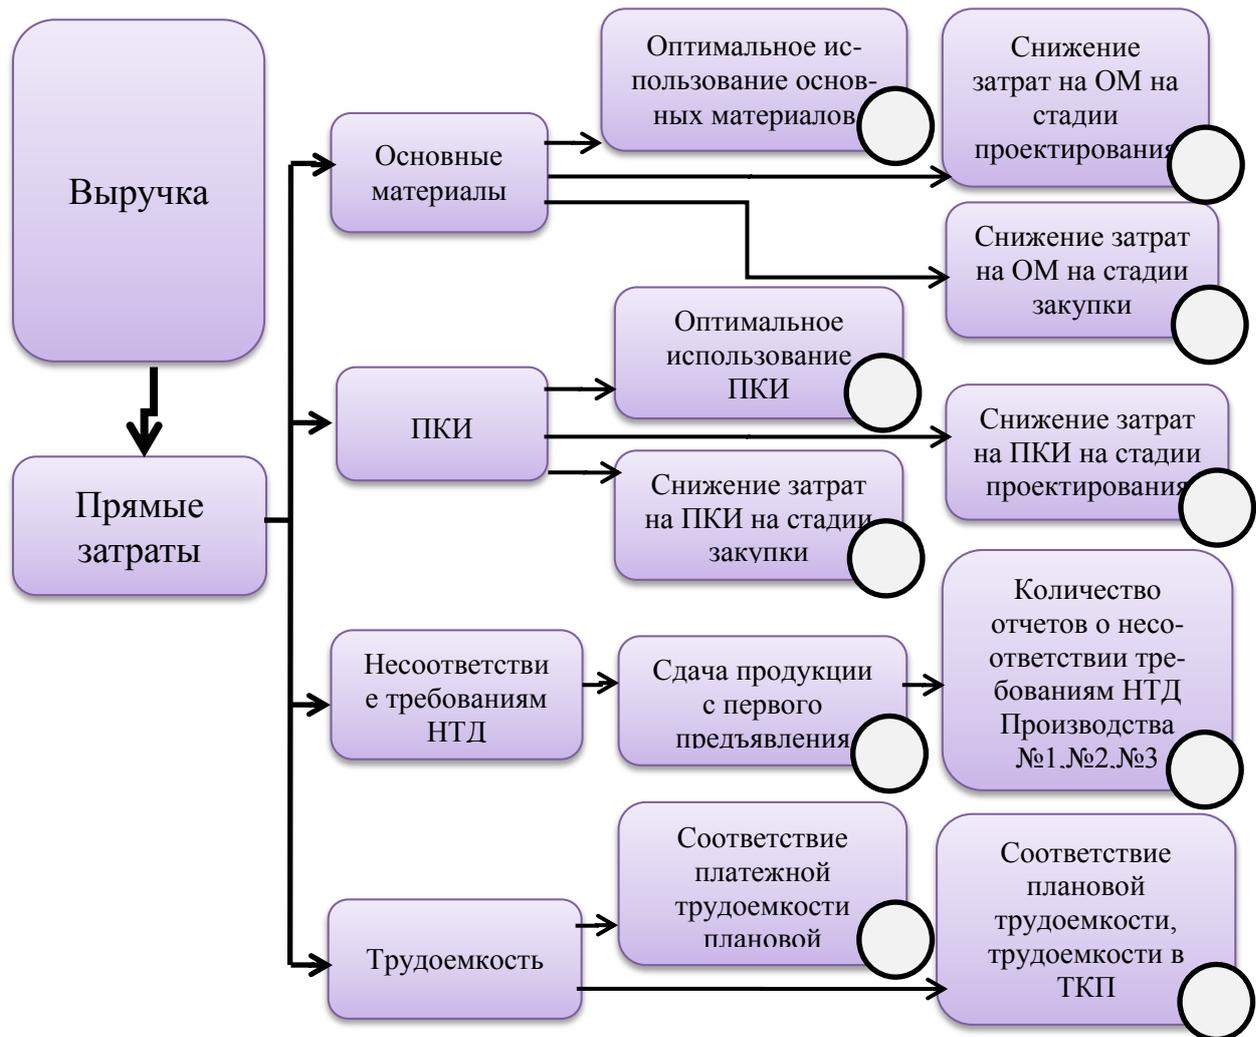 Выручка
Прямые
затраты
Основные
материалы
Оптимальное ис-
пользование основ-
ных материалов
Снижение
затрат на ОМ на
стадии
проектирования
Снижение затрат
на ОМ на стадии
закупки
ПКИ
Оптимальное
использование
ПКИ
Снижение затрат
на ПКИ на стадии
проектирования
Снижение затрат
на ПКИ на стадии
закупки
Несоответстви
е требованиям
НТД
Сдача продукции
с первого
предъявления
Количество
отчетов о несо-
ответствии тре-
бованиям НТД
Производства
№1,№2,№3
Трудоемкость
Соответствие
платежной
трудоемкости
плановой
Соответствие
плановой
трудоемкости,
трудоемкости в
ТКП